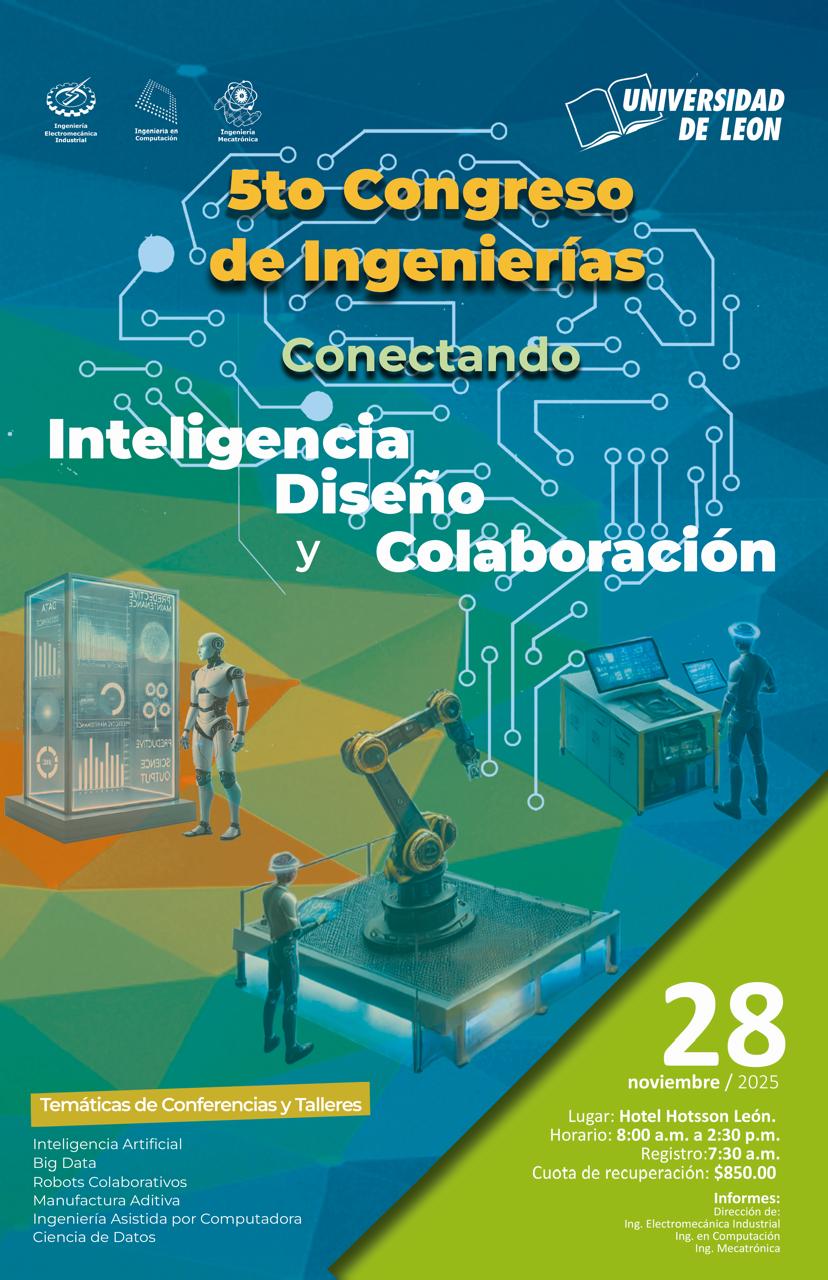 Ingeniería
Electromecánica
Industrial
Ingeniería en
Computación
Ingeniería
Mecatrónica
UNIVERSIDAD
DE LEON
5to Congreso
de Ingenierías
Conectando
Inteligencia
Diseño
y Colaboración
DATA
PREDECTIVE
MAINTENANCE
PREDUCTIVE
SCIENCE
OUTPUT
28
noviembre / 2025
Lugar: Hotel Hotsson León.
Horario: 8:00 a.m. a 2:30 p.m.
Registro:7:30 a.m.
Cuota de recuperación: $850.00
Informes:
Dirección de:
Ing. Electromecánica Industrial
Ing. en Computación
Ing. Mecatrónica
Temáticas de Conferencias y Talleres
Inteligencia Artificial
Big Data
Robots Colaborativos
Manufactura Aditiva
Ingeniería Asistida por Computadora
Ciencia de Datos